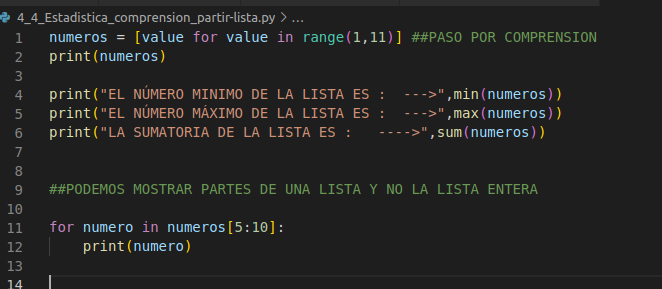 4_4_Estadistica_comprension_partir-lista.py > ...
1 numeros = [value for value in range(1,11)] ##PASO POR COMPRENSION
2 print(numeros)
3
4 print("EL NÚMERO MINIMO DE LA LISTA ES :  --->",min(numeros))
5 print("EL NÚMERO MÁXIMO DE LA LISTA ES :  --->",max(numeros))
6 print("LA SUMATORIA DE LA LISTA ES :   ---->",sum(numeros))
7
8
9 ##PODEMOS MOSTRAR PARTES DE UNA LISTA Y NO LA LISTA ENTERA
10
11 for numero in numeros[5:10]:
12     print(numero)
13
14